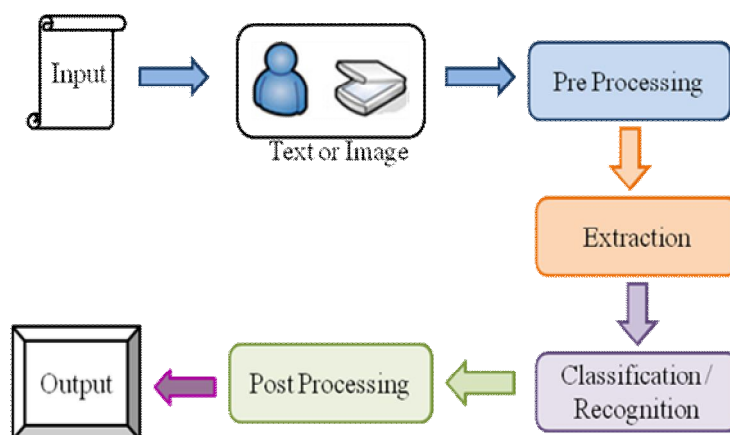 Input
Text or Image
Pre Processing
Extraction
Classification /
Recognition
Post Processing
Output